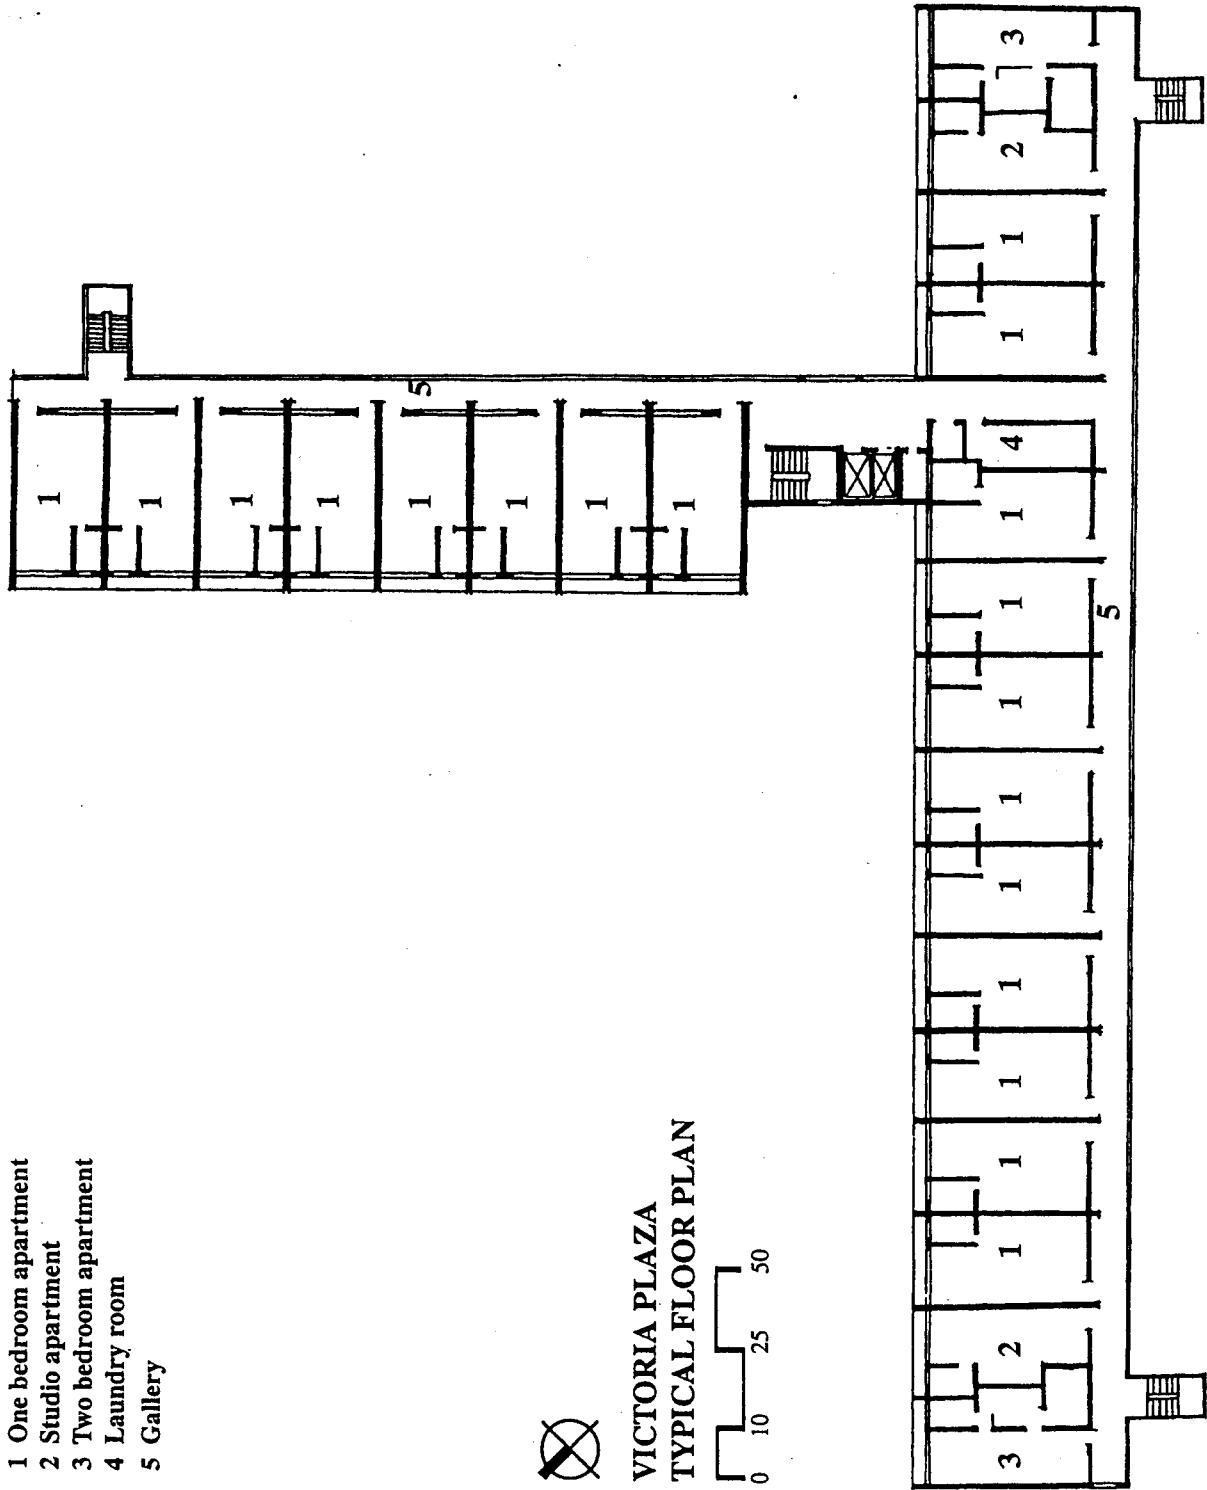 1 One bedroom apartment
2 Studio apartment
3 Two bedroom apartment
4 Laundry room
5 Gallery
VICTORIA PLAZA
TYPICAL FLOOR PLAN
0 10 25 50
1 1 1 1 1 1 1 1
5
3 2 1 1 1 1 1 1 1 1 1 4 1 1 2 3
5